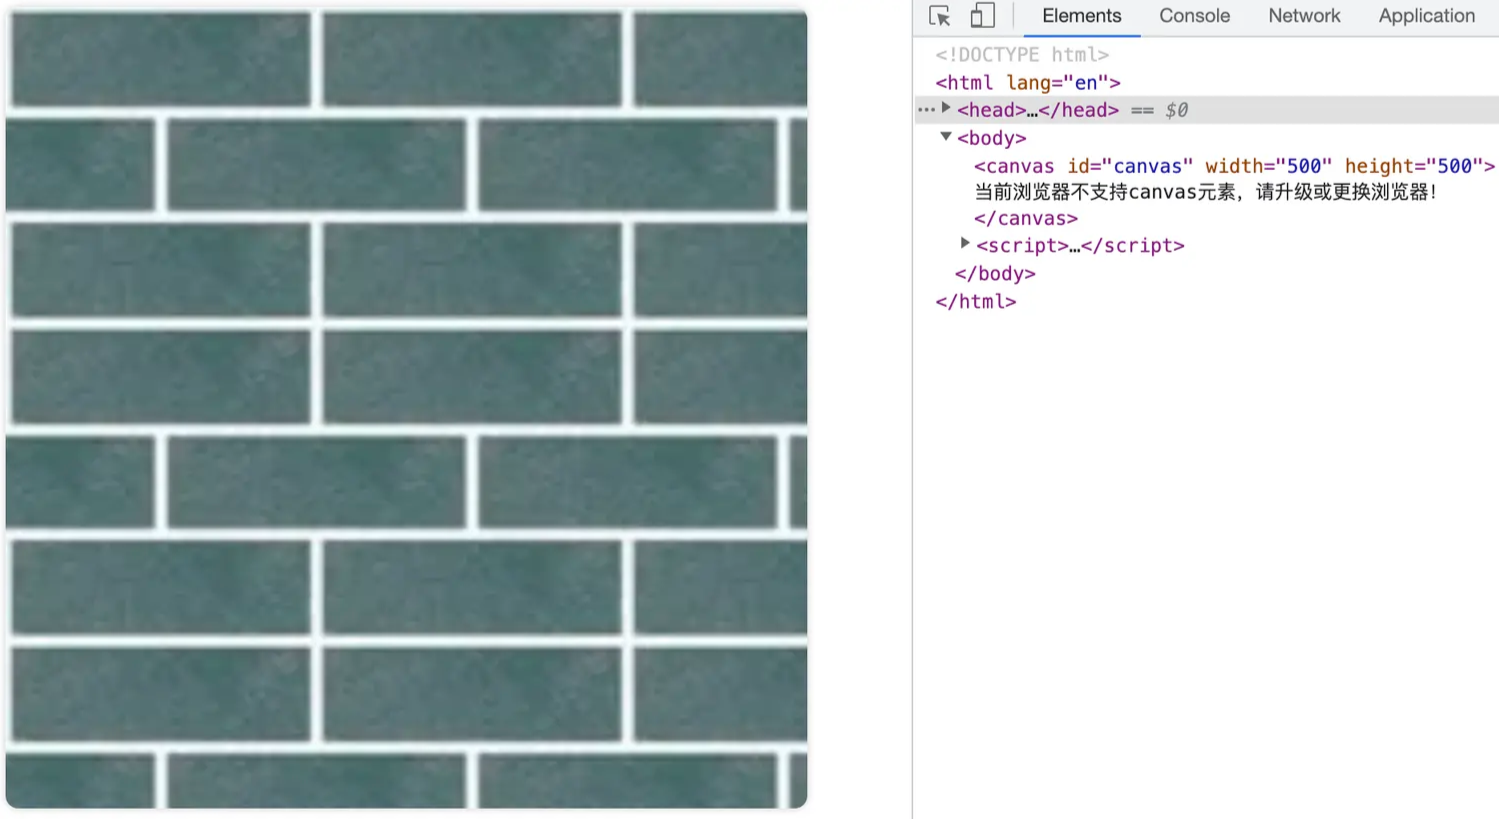 Elements Console Network Application
<!DOCTYPE html>
<html lang="en">
<head>…</head> == $0
<body>
<canvas id="canvas" width="500" height="500">
当前浏览器不支持canvas元素，请升级或更换浏览器！
</canvas>
<script>…</script>
</body>
</html>